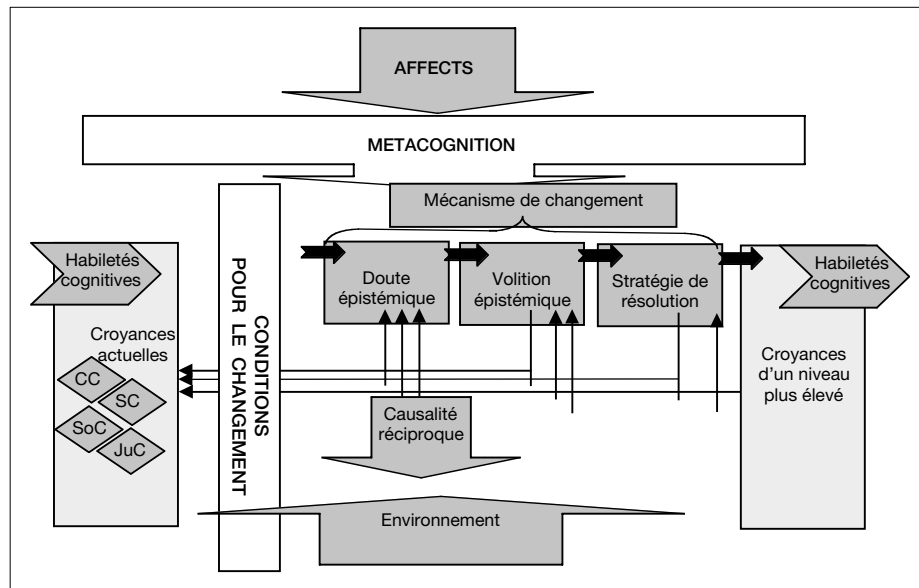 AFFECTS
METACOGNITION
Mécanisme de changement
Habiletés
cognitives
Croyances
actuelles
CC
SC
SoC
JuC
CONDITIONS
POUR LE CHANGEMENT
Doute
épistémique
Volition
épistémique
Stratégie de
résolution
Habiletés
cognitives
Croyances
d'un niveau
plus élevé
Causalité
réciproque
Environnement